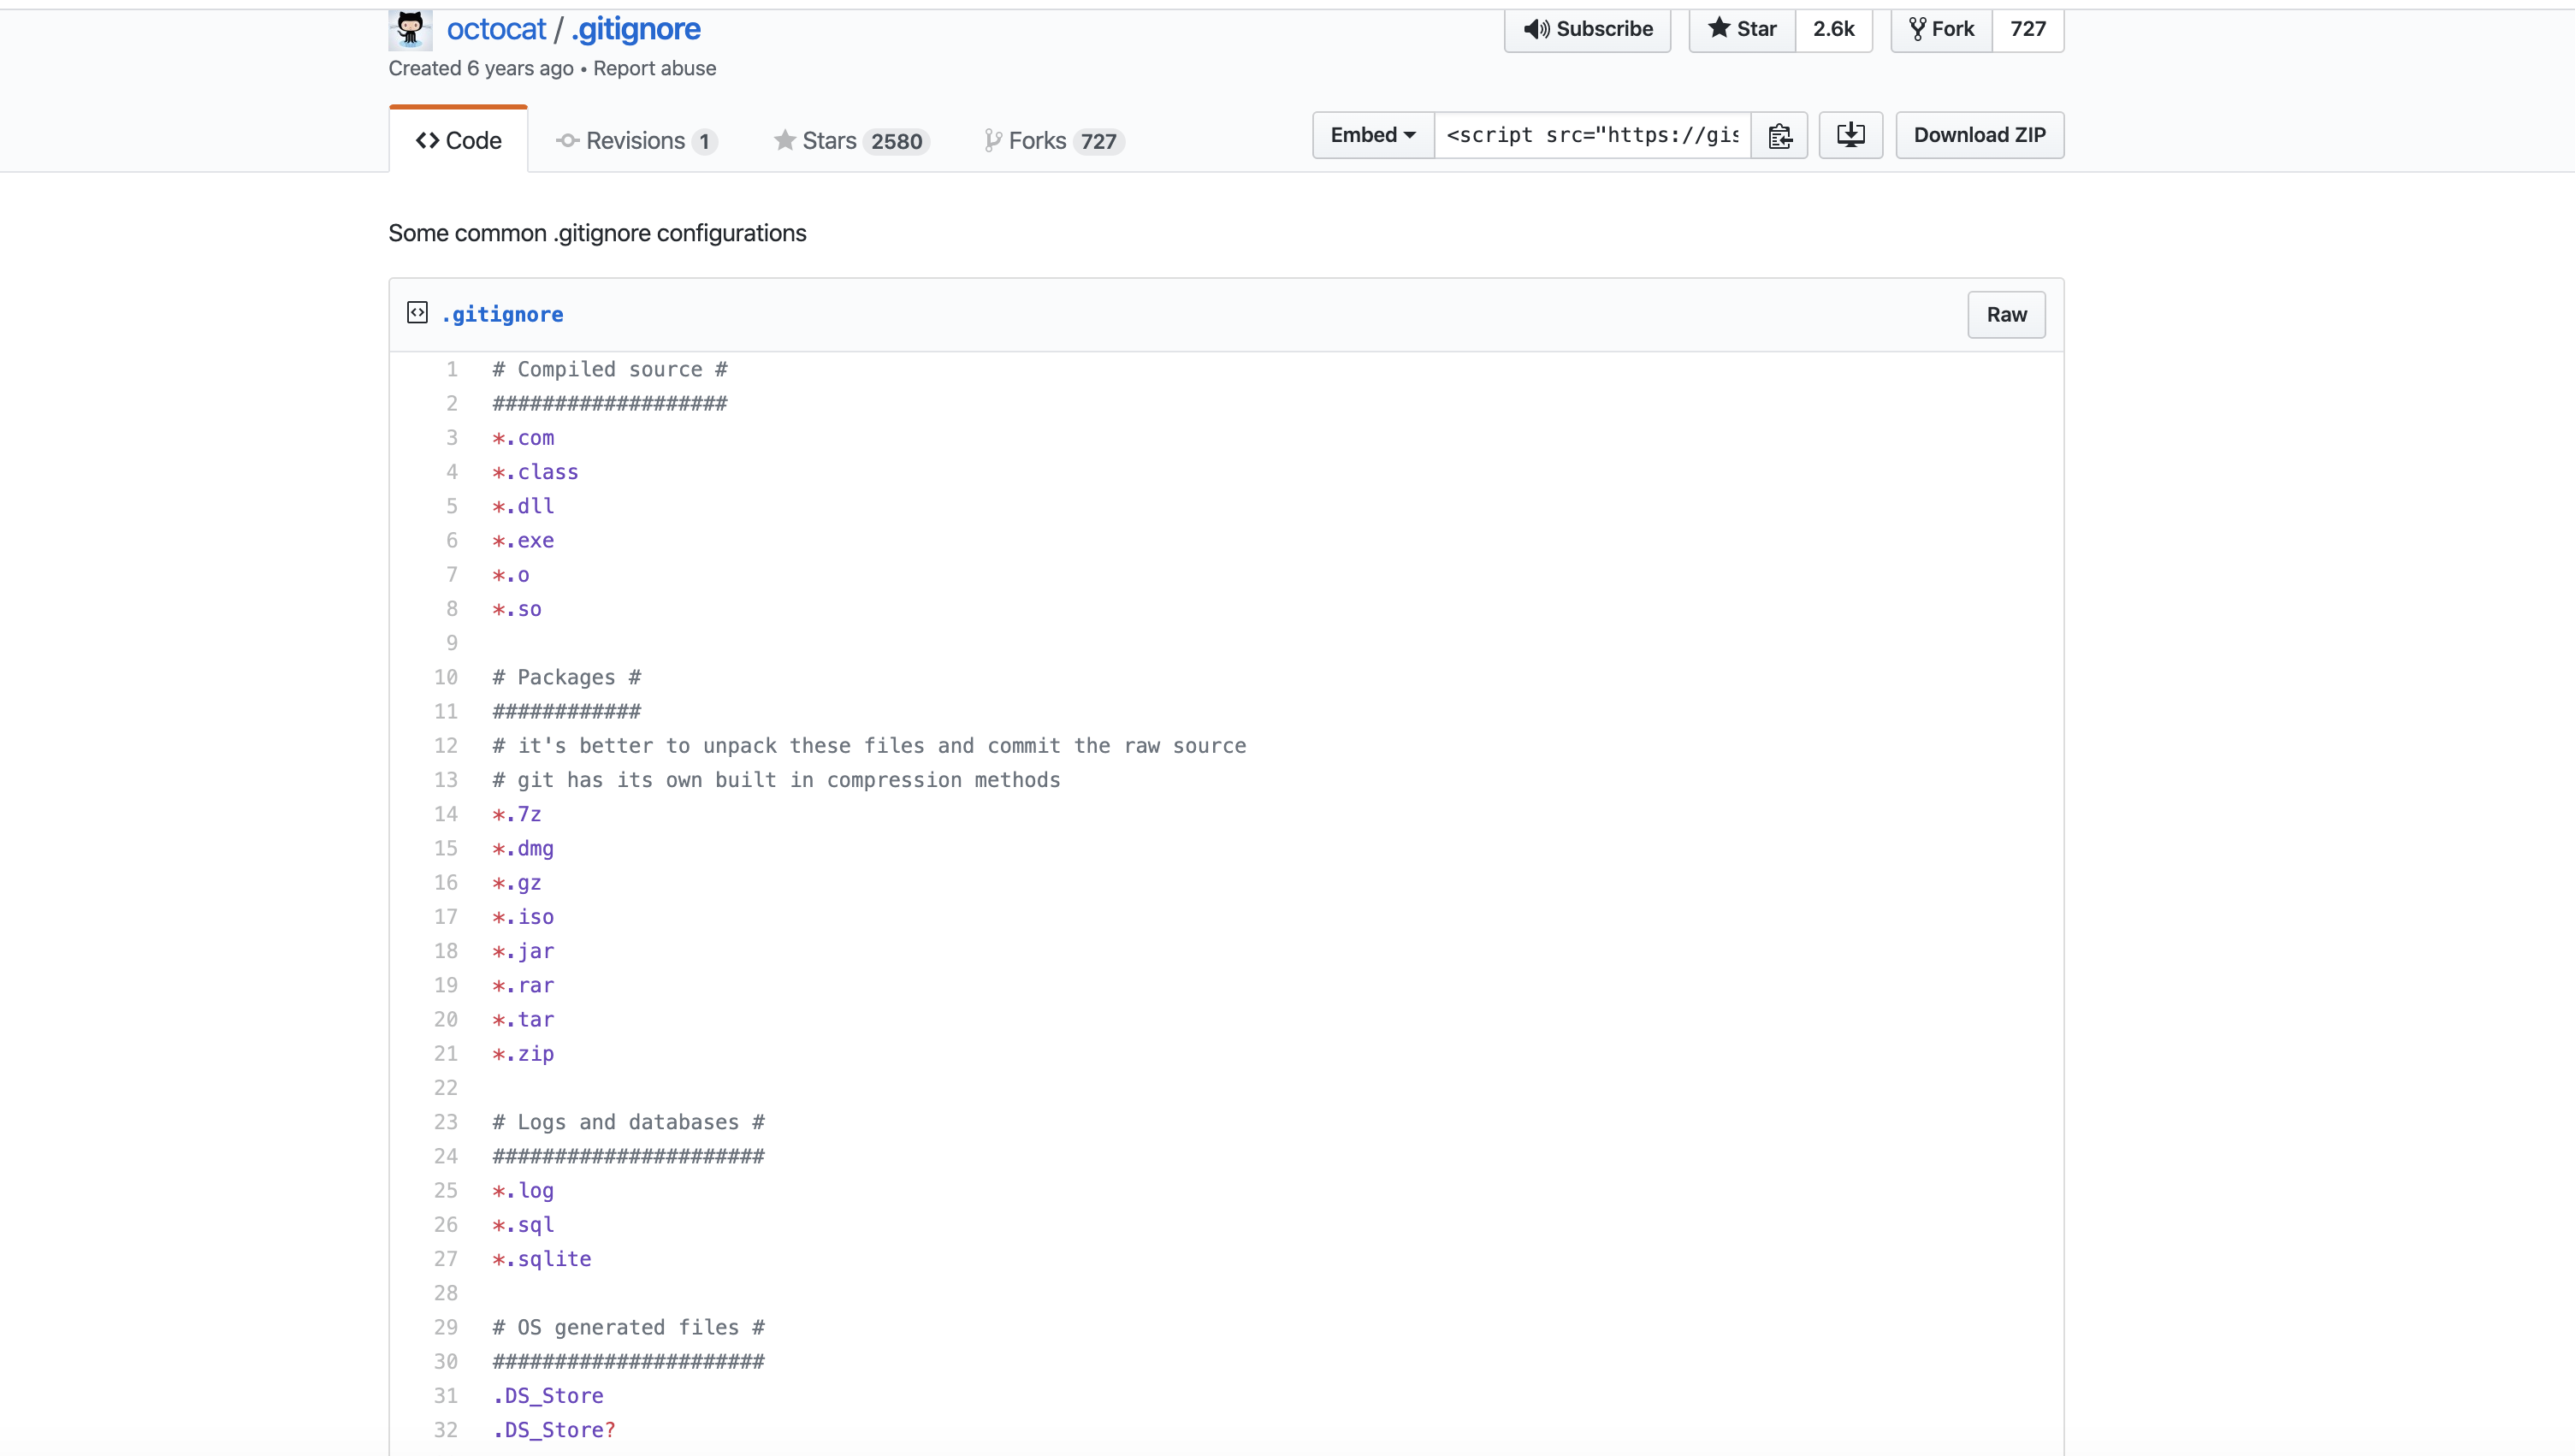 octocat / .gitignore
Subscribe Star 2.6k Fork 727
Created 6 years ago • Report abuse
Code Revisions 1 Stars 2580 Forks 727 Embed <script src="https://gis Download ZIP
Some common .gitignore configurations
.gitignore Raw
1 # Compiled source #
2 ###################
3 *.com
4 *.class
5 *.dll
6 *.exe
7 *.o
8 *.so
9
10 # Packages #
11 ############
12 # it's better to unpack these files and commit the raw source
13 # git has its own built in compression methods
14 *.7z
15 *.dmg
16 *.gz
17 *.iso
18 *.jar
19 *.rar
20 *.tar
21 *.zip
22
23 # Logs and databases #
24 ######################
25 *.log
26 *.sql
27 *.sqlite
28
29 # OS generated files #
30 ######################
31 .DS_Store
32 .DS_Store?